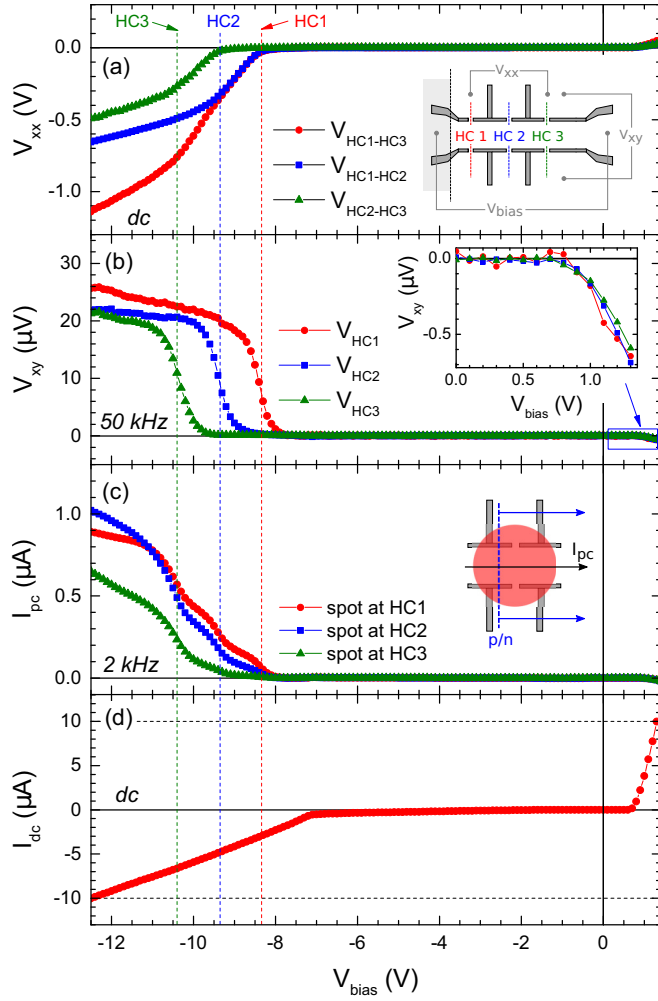 HC3 HC2 HC1
(a)
V_xx (V)
0.0
-0.5
-1.0
dc
V_HC1-HC3
V_HC1-HC2
V_HC2-HC3
V_xx
HC 1 HC 2 HC 3
V_xy
V_bias
(b)
V_xy (µV)
30
20
10
0
50 kHz
V_HC1
V_HC2
V_HC3
V_xy (µV)
0.0
-0.5
0.0 0.5 1.0
V_bias (V)
(c)
I_pc (µA)
1.0
0.5
0.0
2 kHz
spot at HC1
spot at HC2
spot at HC3
I_pc
p/n
(d)
I_dc (µA)
10
5
0
-5
-10
dc
-12 -10 -8 -6 -4 -2 0
V_bias (V)